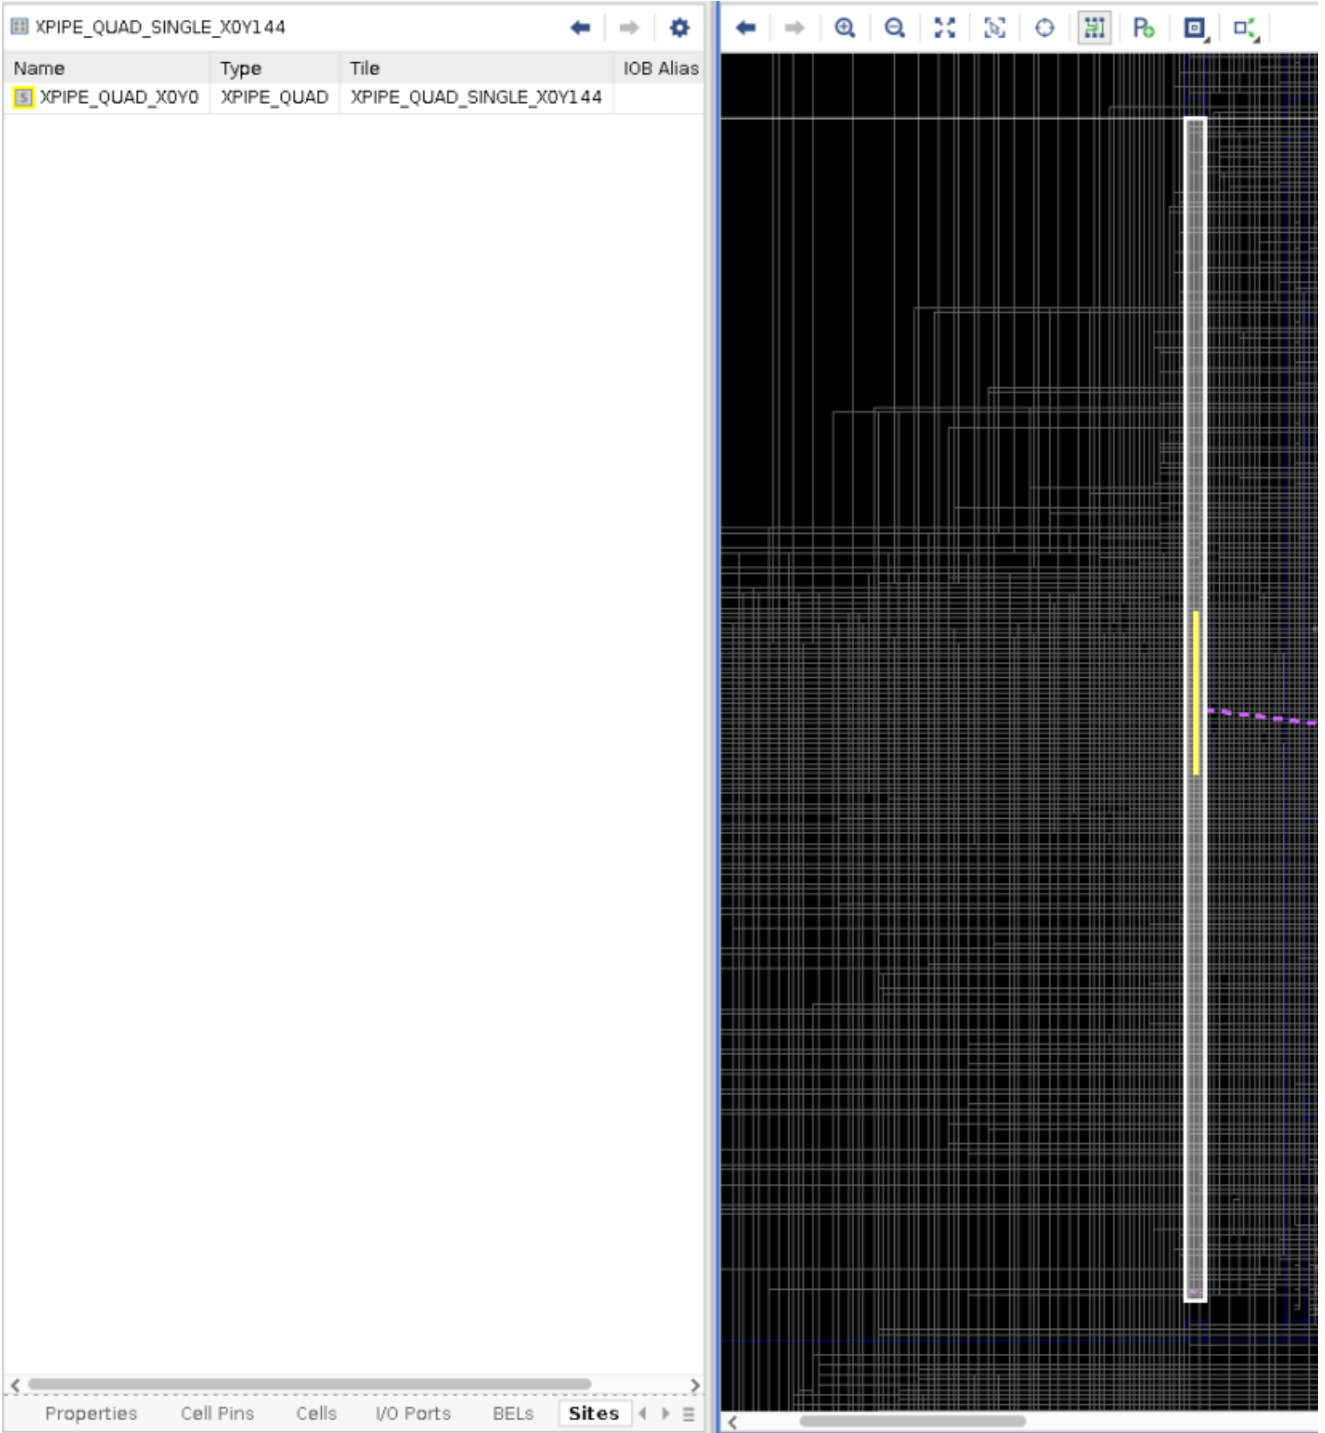 XPIPE_QUAD_SINGLE_X0Y144
Name Type Tile IOB Alias
S XPIPE_QUAD_X0Y0 XPIPE_QUAD XPIPE_QUAD_SINGLE_X0Y144
Properties Cell Pins Cells I/O Ports BELs Sites